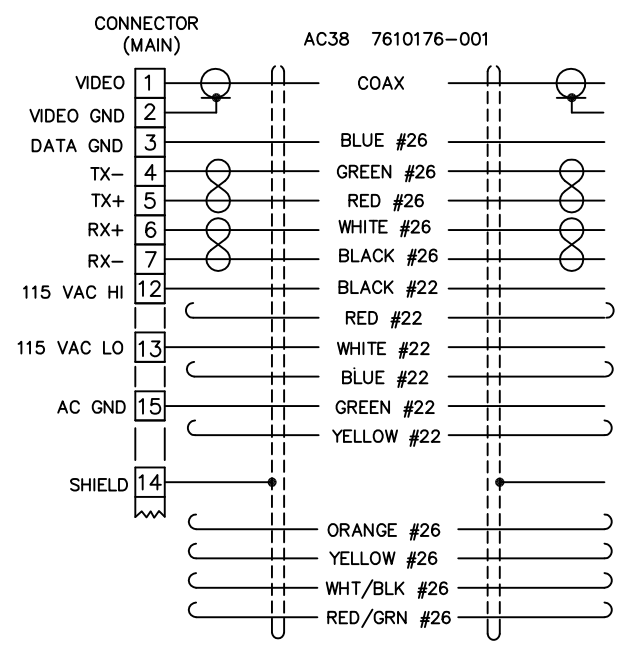 CONNECTOR
(MAIN)
AC38 7610176-001
VIDEO 1 COAX
VIDEO GND 2
DATA GND 3 BLUE #26
TX- 4 GREEN #26
TX+ 5 RED #26
RX+ 6 WHITE #26
RX- 7 BLACK #26
115 VAC HI 12 BLACK #22
RED #22
115 VAC LO 13 WHITE #22
BLUE #22
AC GND 15 GREEN #22
YELLOW #22
SHIELD 14
ORANGE #26
YELLOW #26
WHT/BLK #26
RED/GRN #26